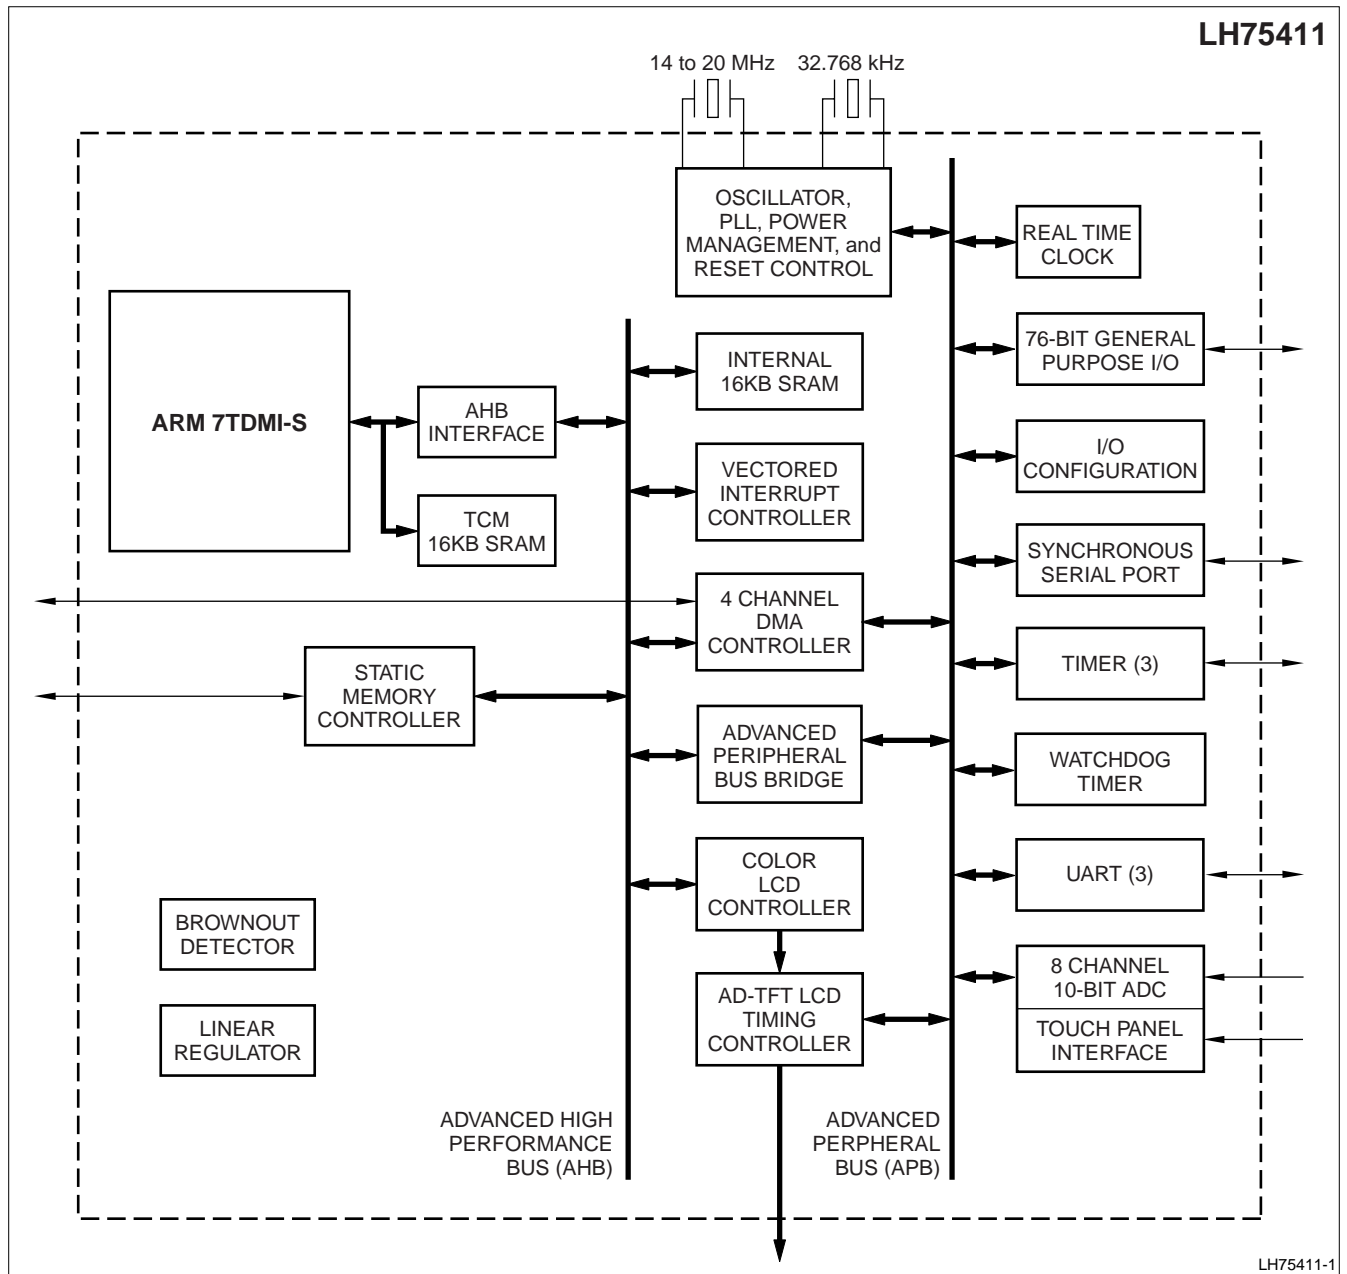 LH75411
14 to 20 MHz
32.768 kHz
OSCILLATOR,
PLL, POWER
MANAGEMENT, and
RESET CONTROL
REAL TIME
CLOCK
76-BIT GENERAL
PURPOSE I/O
INTERNAL
16KB SRAM
ARM 7TDMI-S
AHB
INTERFACE
I/O
CONFIGURATION
VECTORED
INTERRUPT
CONTROLLER
TCM
16KB SRAM
SYNCHRONOUS
SERIAL PORT
4 CHANNEL
DMA
CONTROLLER
TIMER (3)
STATIC
MEMORY
CONTROLLER
ADVANCED
PERIPHERAL
BUS BRIDGE
WATCHDOG
TIMER
COLOR
LCD
CONTROLLER
UART (3)
BROWNOUT
DETECTOR
8 CHANNEL
10-BIT ADC
AD-TFT LCD
TIMING
CONTROLLER
TOUCH PANEL
INTERFACE
LINEAR
REGULATOR
ADVANCED HIGH
PERFORMANCE
BUS (AHB)
ADVANCED
PERPHERAL
BUS (APB)
LH75411-1